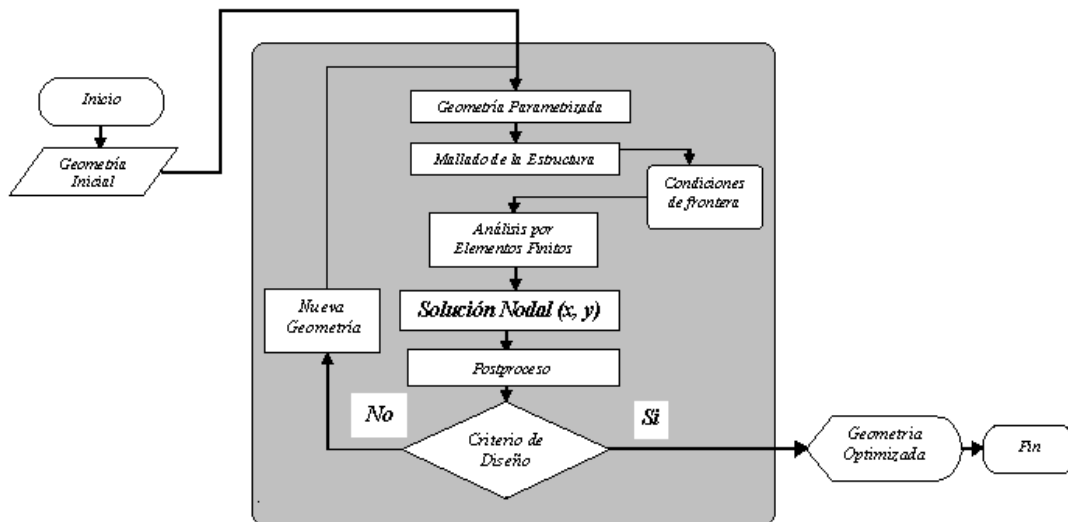 Inicio
Geometría
Inicial
Geometría Parametrizada
Mallado de la Estructura
Condiciones
de frontera
Análisis por
Elementos Finitos
Solución Nodal (x, y)
Nueva
Geometría
Postproceso
No
Si
Criterio de
Diseño
Geometria
Optimizada
Fin